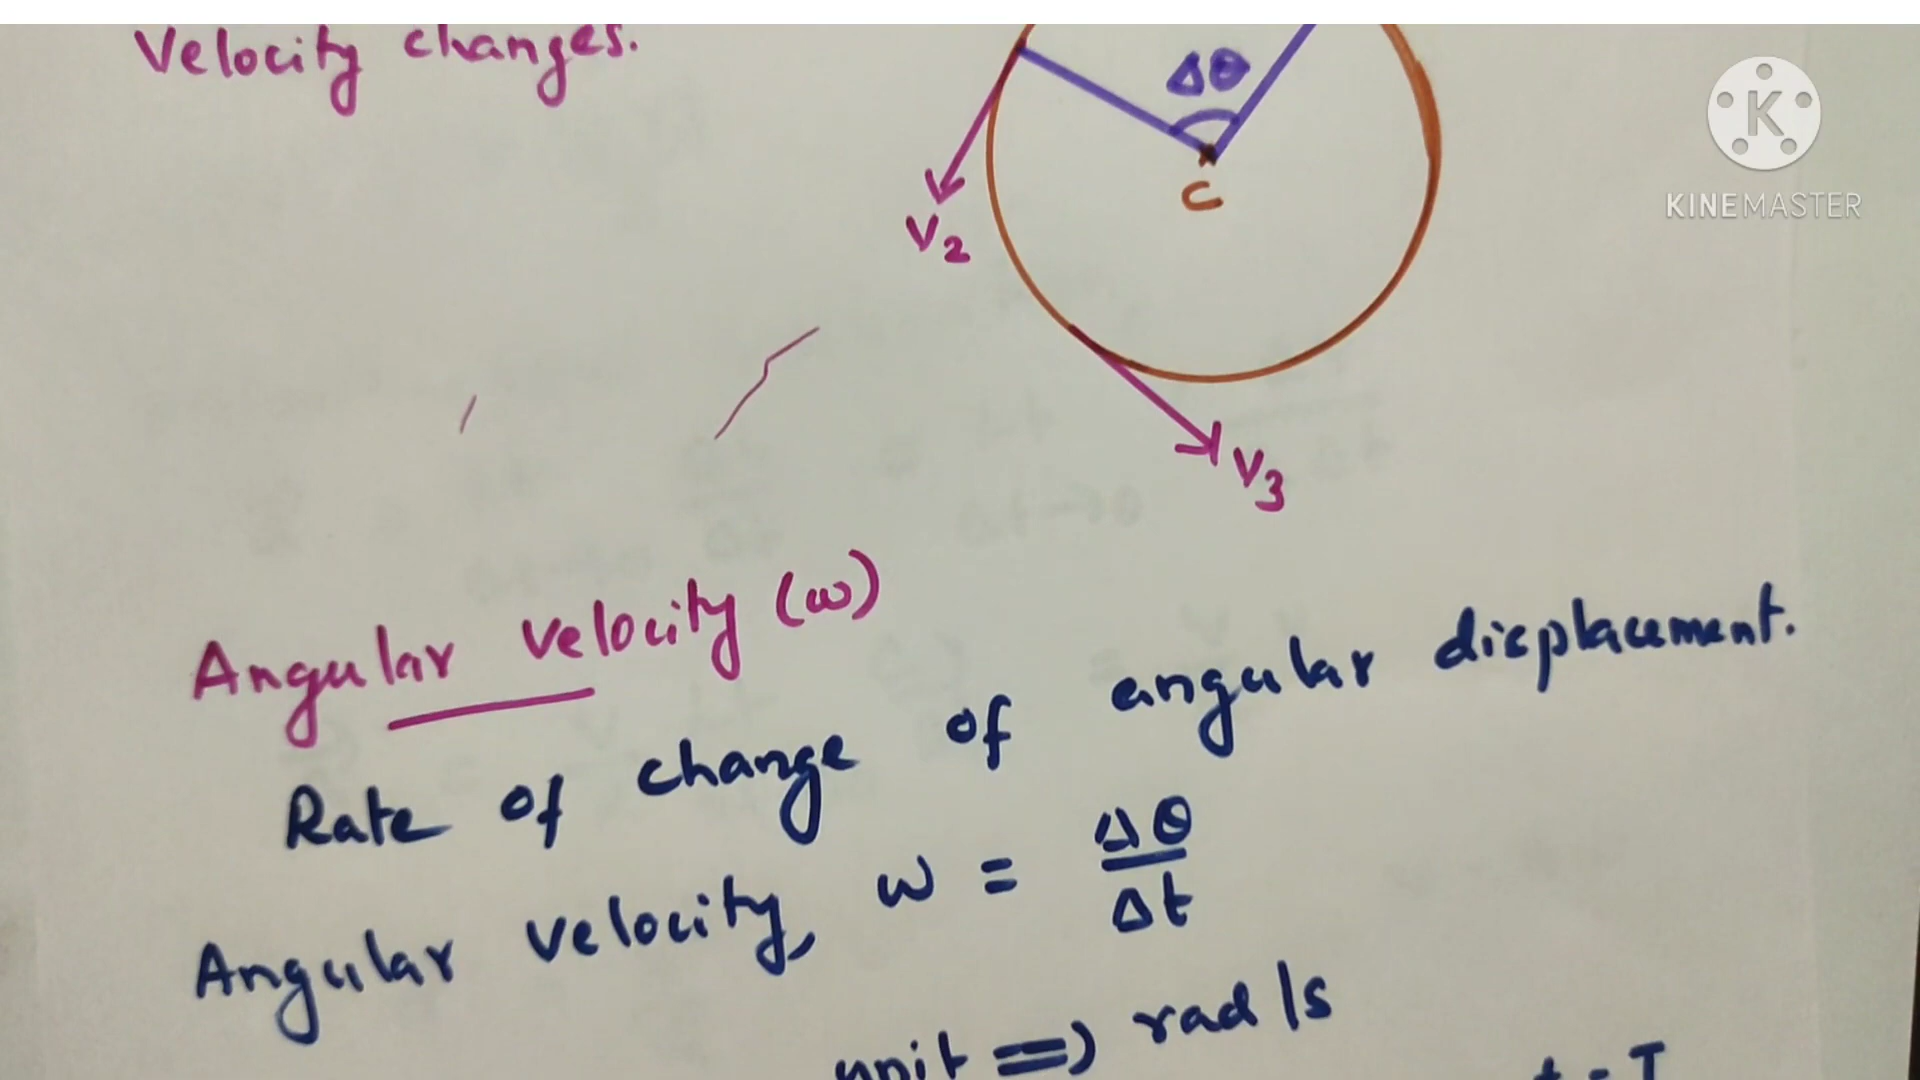 Velocity changes.
Δθ
C
V2
V3
K
KINEMASTER
Angular velocity (ω)
Rate of change of angular displacement.
Angular velocity, ω = Δθ/Δt
unit => rad/s